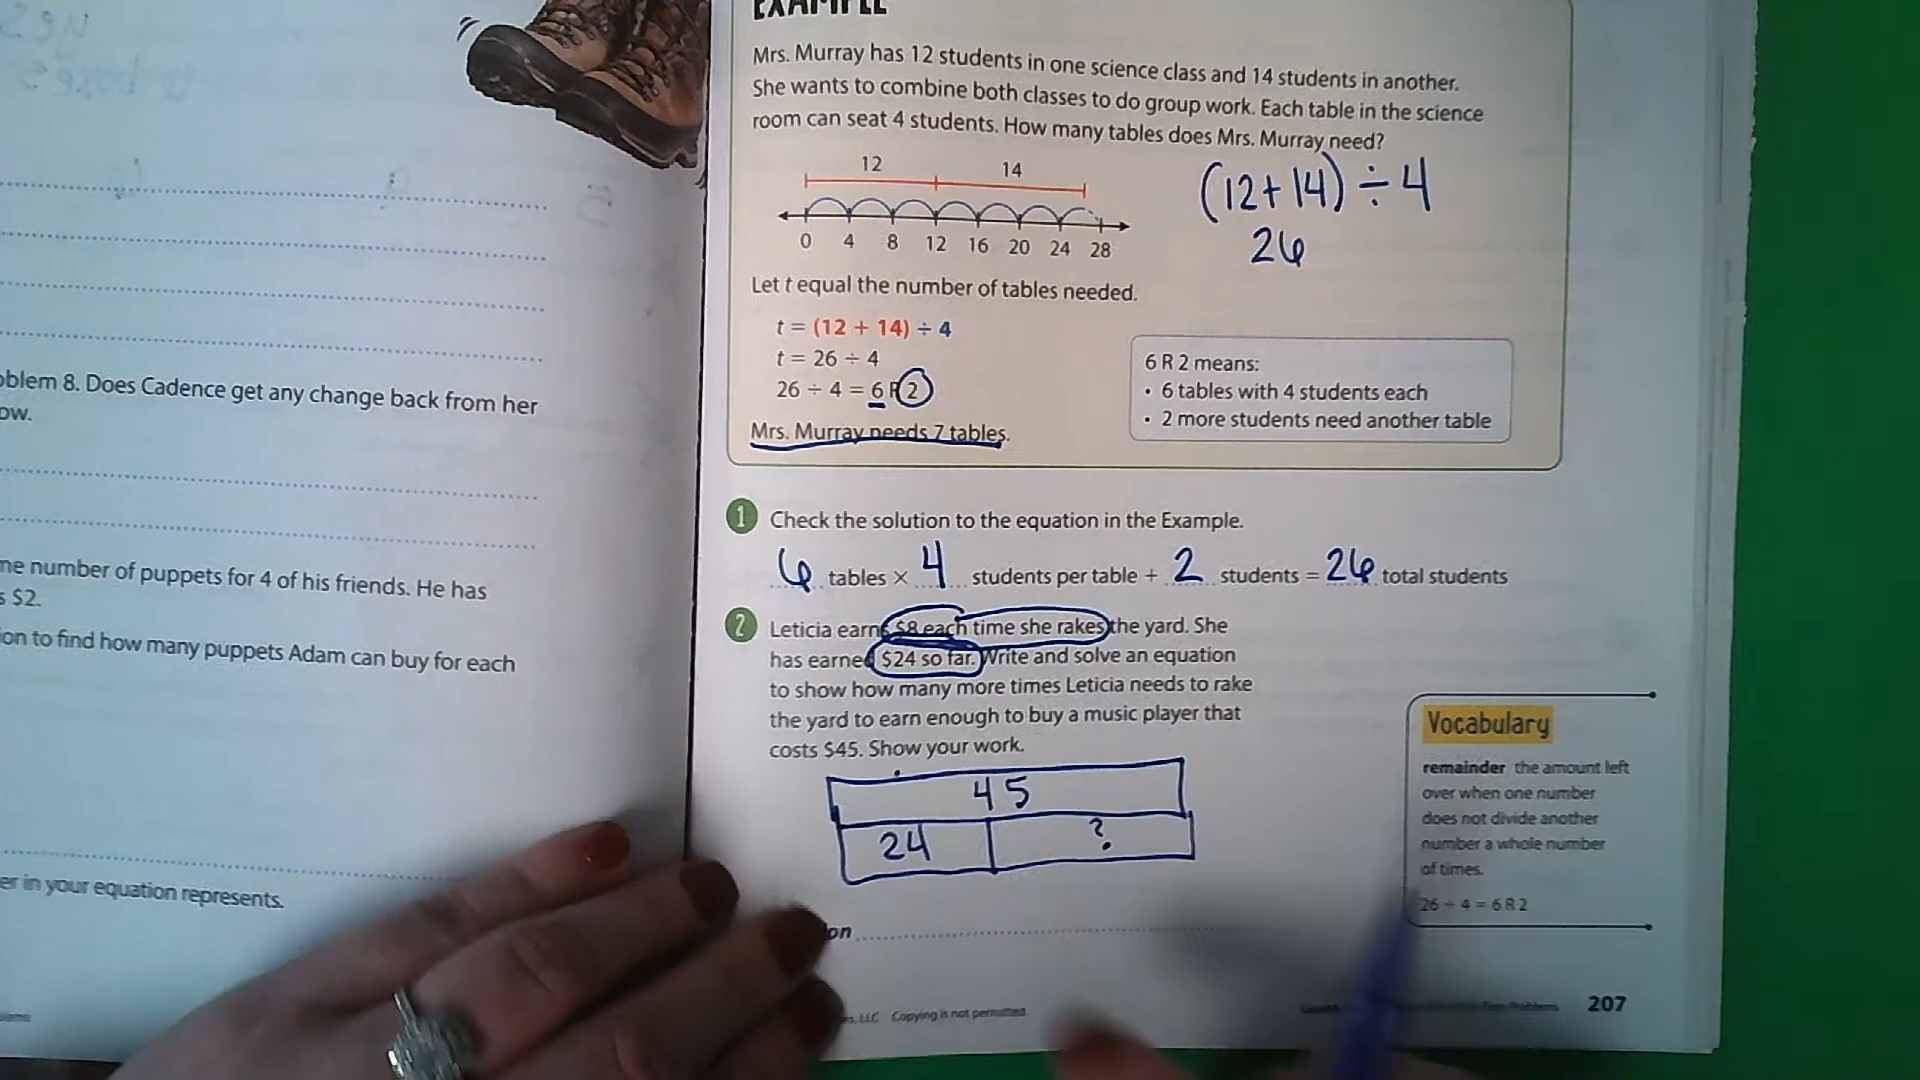 EXAMPLE
Mrs. Murray has 12 students in one science class and 14 students in another.
She wants to combine both classes to do group work. Each table in the science
room can seat 4 students. How many tables does Mrs. Murray need?
12 14
0 4 8 12 16 20 24 28
(12+14) ÷ 4
26
Let t equal the number of tables needed.
t = (12 + 14) ÷ 4
t = 26 ÷ 4
26 ÷ 4 = 6 R 2
Mrs. Murray needs 7 tables.
6 R 2 means:
• 6 tables with 4 students each
• 2 more students need another table
1 Check the solution to the equation in the Example.
6 tables × 4 students per table + 2 students = 26 total students
2 Leticia earns $8 each time she rakes the yard. She
has earned $24 so far. Write and solve an equation
to show how many more times Leticia needs to rake
the yard to earn enough to buy a music player that
costs $45. Show your work.
45
24 ?
Vocabulary
remainder the amount left
over when one number
does not divide another
number a whole number
of times.
26 ÷ 4 = 6 R 2
LLC Copying is not permitted.
207
oblem 8. Does Cadence get any change back from her
ow.
me number of puppets for 4 of his friends. He has
s $2.
ion to find how many puppets Adam can buy for each
er in your equation represents.